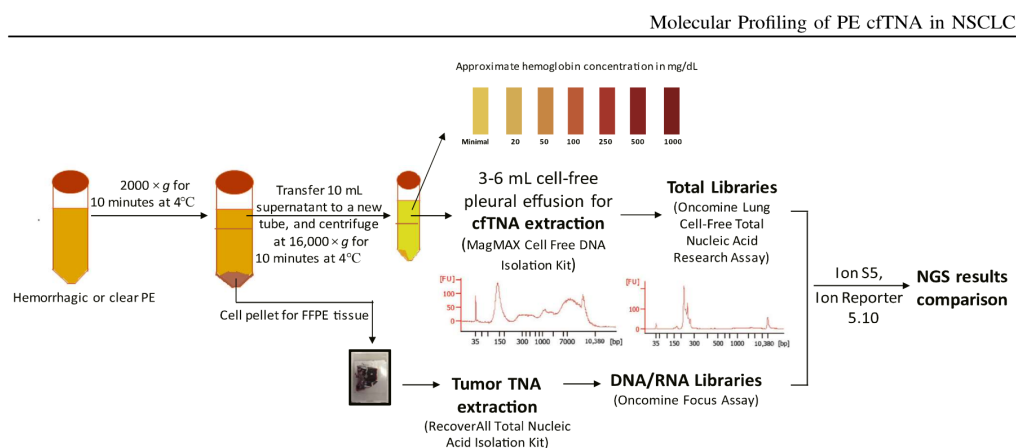 Molecular Profiling of PE cfTNA in NSCLC
Approximate hemoglobin concentration in mg/dL
Minimal 20 50 100 250 500 1000
2000 × g for
10 minutes at 4°C
Transfer 10 mL
supernatant to a new
tube, and centrifuge
at 16,000 × g for
10 minutes at 4°C
3-6 mL cell-free
pleural effusion for
cfTNA extraction
(MagMAX Cell Free DNA
Isolation Kit)
Total Libraries
(Oncomine Lung
Cell-Free Total
Nucleic Acid
Research Assay)
Hemorrhagic or clear PE
Cell pellet for FFPE tissue
[FU]
100
50
0
35 150 300 1000 7000 10,380 [bp]
[FU]
100
0
35 150 300 500 1000 10,380 [bp]
Ion S5,
Ion Reporter
5.10
NGS results
comparison
Tumor TNA
extraction
(RecoverAll Total Nucleic
Acid Isolation Kit)
DNA/RNA Libraries
(Oncomine Focus Assay)